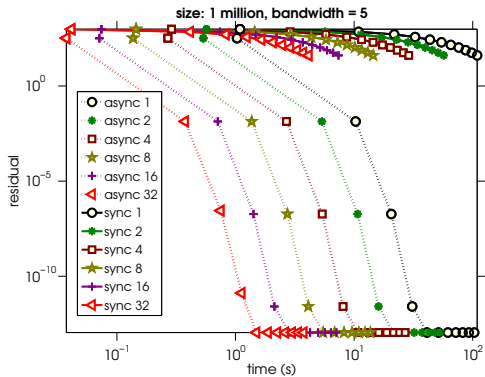 size: 1 million, bandwidth = 5
residual
10^0
10^−5
10^−10
async 1
async 2
async 4
async 8
async 16
async 32
sync 1
sync 2
sync 4
sync 8
sync 16
sync 32
10^−1
10^0
10^1
10^2
time (s)